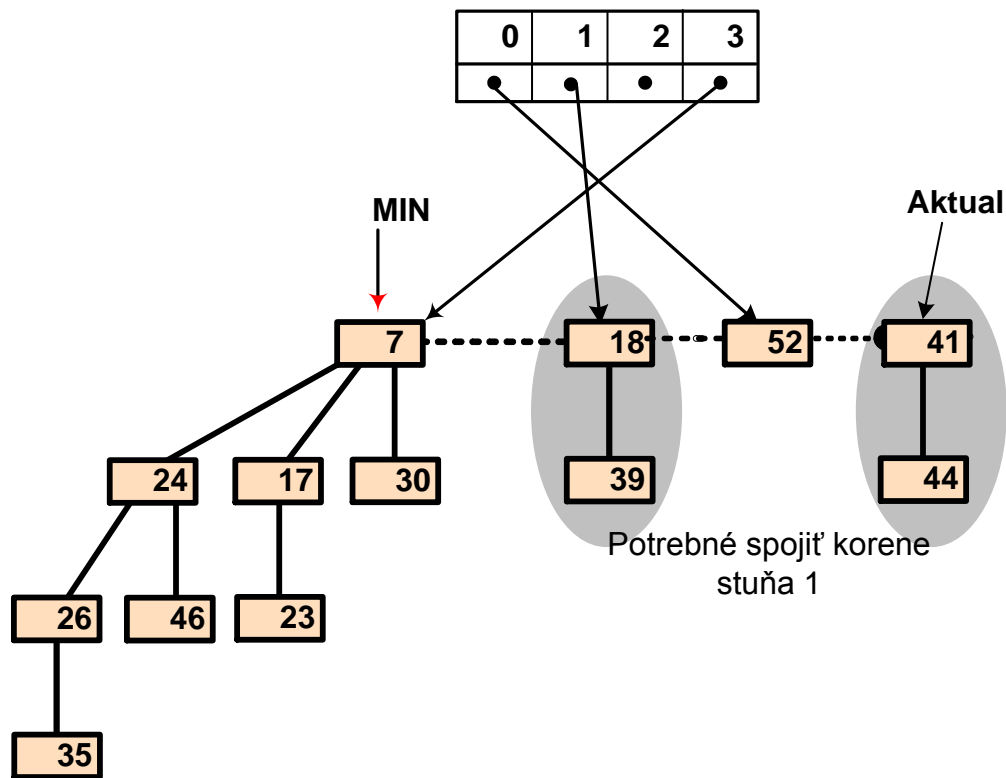 0 1 2 3
MIN
Aktual
7 18 52 41
24 17 30 39 44
Potrebné spojiť korene
stuňa 1
26 46 23
35